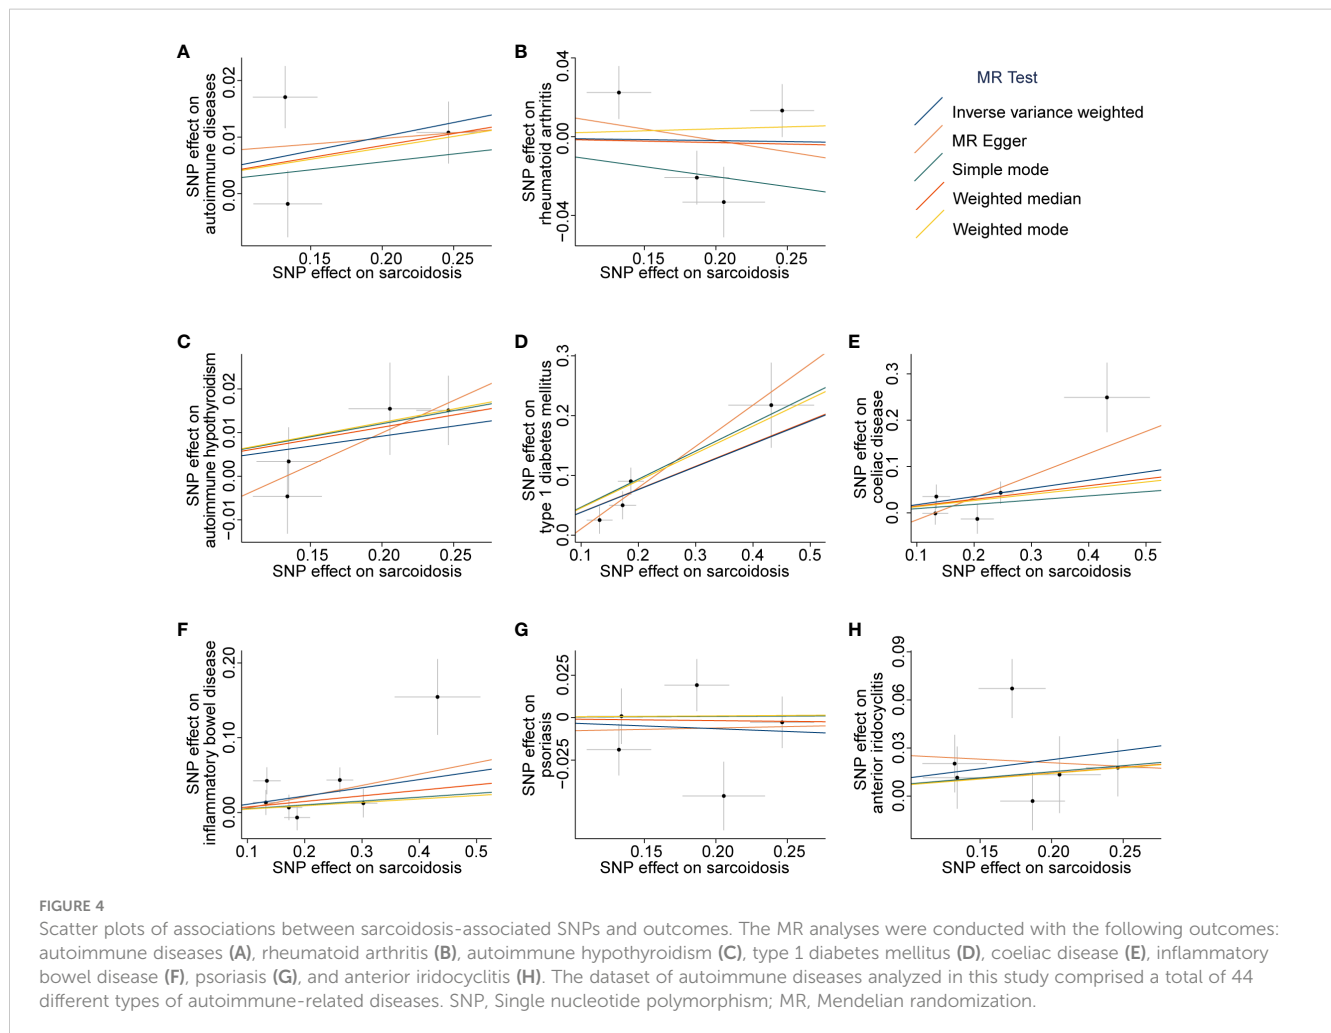 A
SNP effect on
autoimmune diseases
0.00 0.01 0.02
0.15 0.20 0.25
SNP effect on sarcoidosis
B
SNP effect on
rheumatoid arthritis
−0.04 0.00 0.04
0.15 0.20 0.25
SNP effect on sarcoidosis
MR Test
Inverse variance weighted
MR Egger
Simple mode
Weighted median
Weighted mode
C
SNP effect on
autoimmune hypothyroidism
−0.01 0.00 0.01 0.02
0.15 0.20 0.25
SNP effect on sarcoidosis
D
SNP effect on
type 1 diabetes mellitus
0.0 0.1 0.2 0.3
0.1 0.2 0.3 0.4 0.5
SNP effect on sarcoidosis
E
SNP effect on
coeliac disease
0.0 0.1 0.2 0.3
0.1 0.2 0.3 0.4 0.5
SNP effect on sarcoidosis
F
SNP effect on
inflammatory bowel disease
0.00 0.10 0.20
0.1 0.2 0.3 0.4 0.5
SNP effect on sarcoidosis
G
SNP effect on
psoriasis
−0.025 0 0.025
0.15 0.20 0.25
SNP effect on sarcoidosis
H
SNP effect on
anterior iridocyclitis
0.00 0.03 0.06 0.09
0.15 0.20 0.25
SNP effect on sarcoidosis
FIGURE 4
Scatter plots of associations between sarcoidosis-associated SNPs and outcomes. The MR analyses were conducted with the following outcomes:
autoimmune diseases (A), rheumatoid arthritis (B), autoimmune hypothyroidism (C), type 1 diabetes mellitus (D), coeliac disease (E), inflammatory
bowel disease (F), psoriasis (G), and anterior iridocyclitis (H). The dataset of autoimmune diseases analyzed in this study comprised a total of 44
different types of autoimmune-related diseases. SNP, Single nucleotide polymorphism; MR, Mendelian randomization.